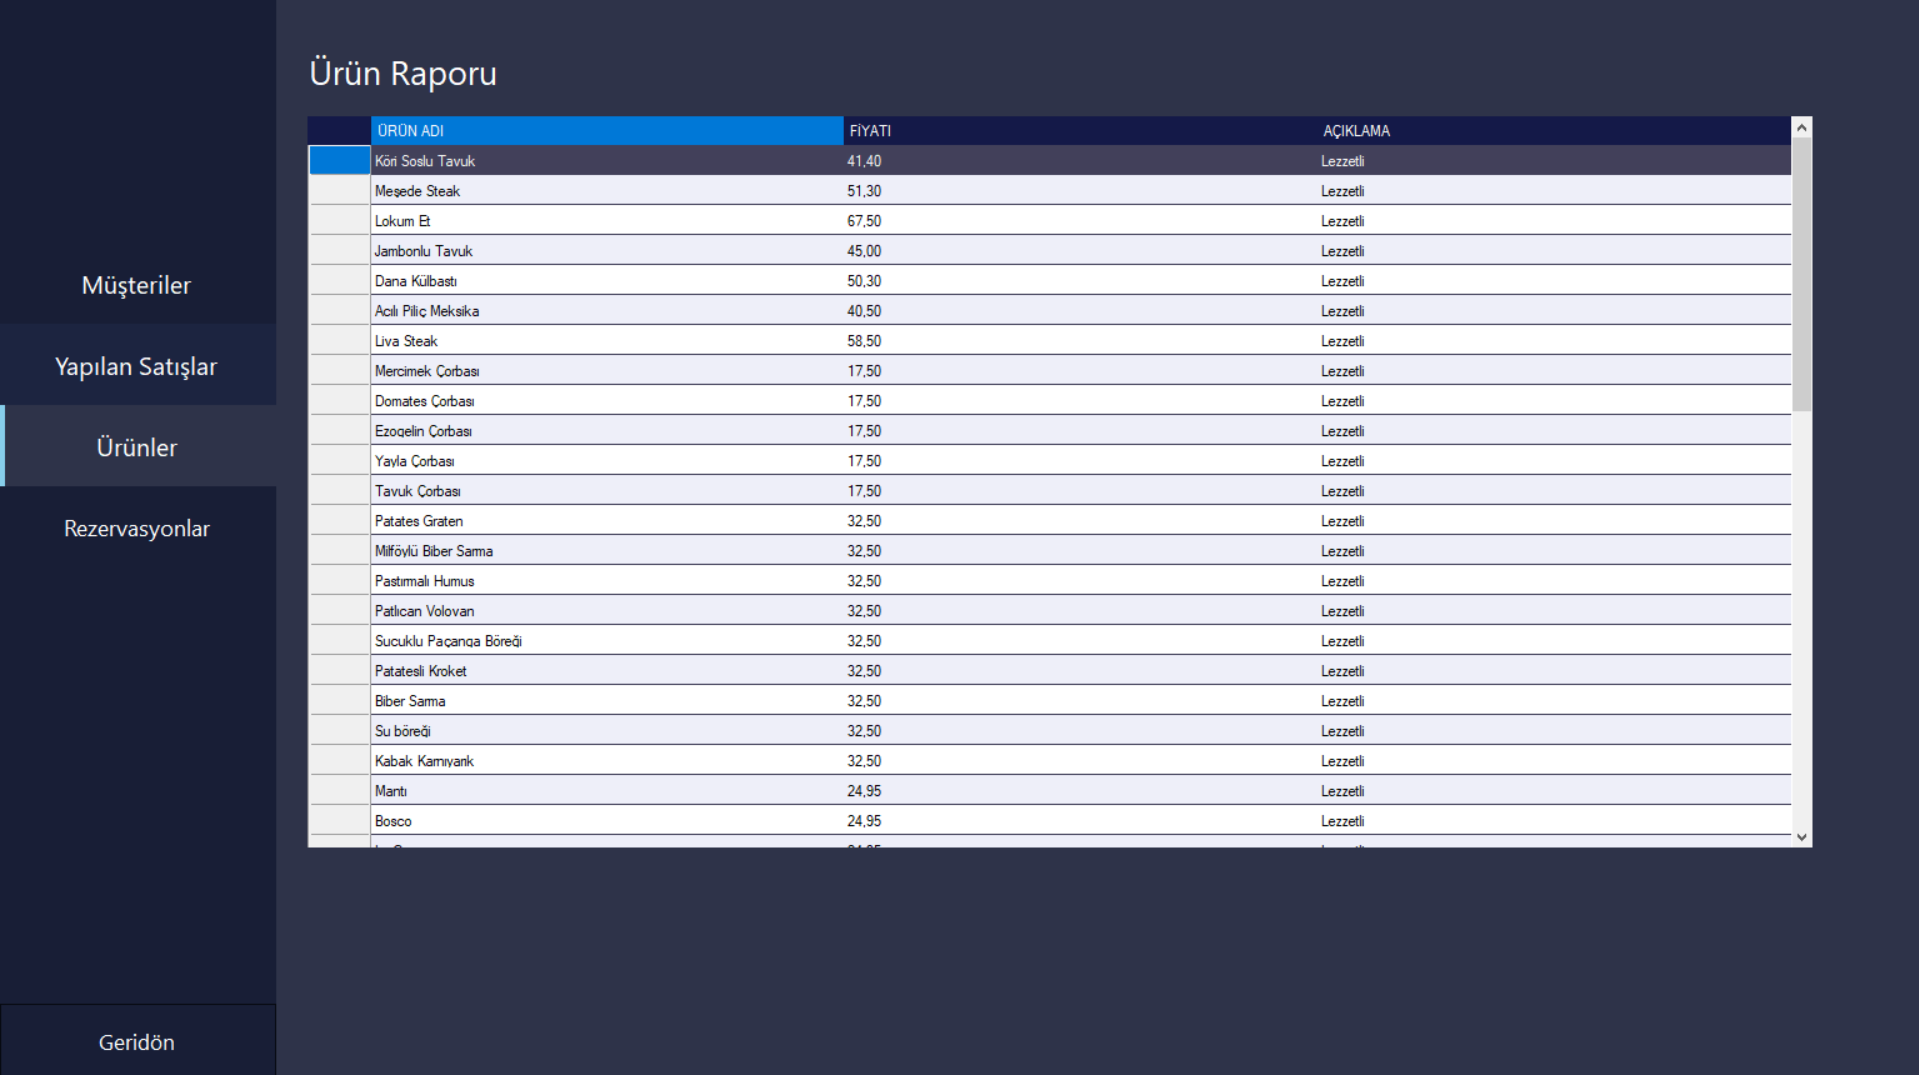 Ürün Raporu
ÜRÜN ADI FİYATI AÇIKLAMA
Köri Soslu Tavuk 41,40 Lezzetli
Meşede Steak 51,30 Lezzetli
Lokum Et 67,50 Lezzetli
Jambonlu Tavuk 45,00 Lezzetli
Dana Külbastı 50,30 Lezzetli
Acılı Piliç Meksika 40,50 Lezzetli
Liva Steak 58,50 Lezzetli
Mercimek Çorbası 17,50 Lezzetli
Domates Çorbası 17,50 Lezzetli
Ezogelin Çorbası 17,50 Lezzetli
Yayla Çorbası 17,50 Lezzetli
Tavuk Çorbası 17,50 Lezzetli
Patates Graten 32,50 Lezzetli
Milföylü Biber Sarma 32,50 Lezzetli
Pastırmalı Humus 32,50 Lezzetli
Patlıcan Volovan 32,50 Lezzetli
Sucuklu Paçanga Böreği 32,50 Lezzetli
Patatesli Kroket 32,50 Lezzetli
Biber Sarma 32,50 Lezzetli
Su böreği 32,50 Lezzetli
Kabak Karnıyarık 32,50 Lezzetli
Mantı 24,95 Lezzetli
Bosco 24,95 Lezzetli
Müşteriler
Yapılan Satışlar
Ürünler
Rezervasyonlar
Geridön